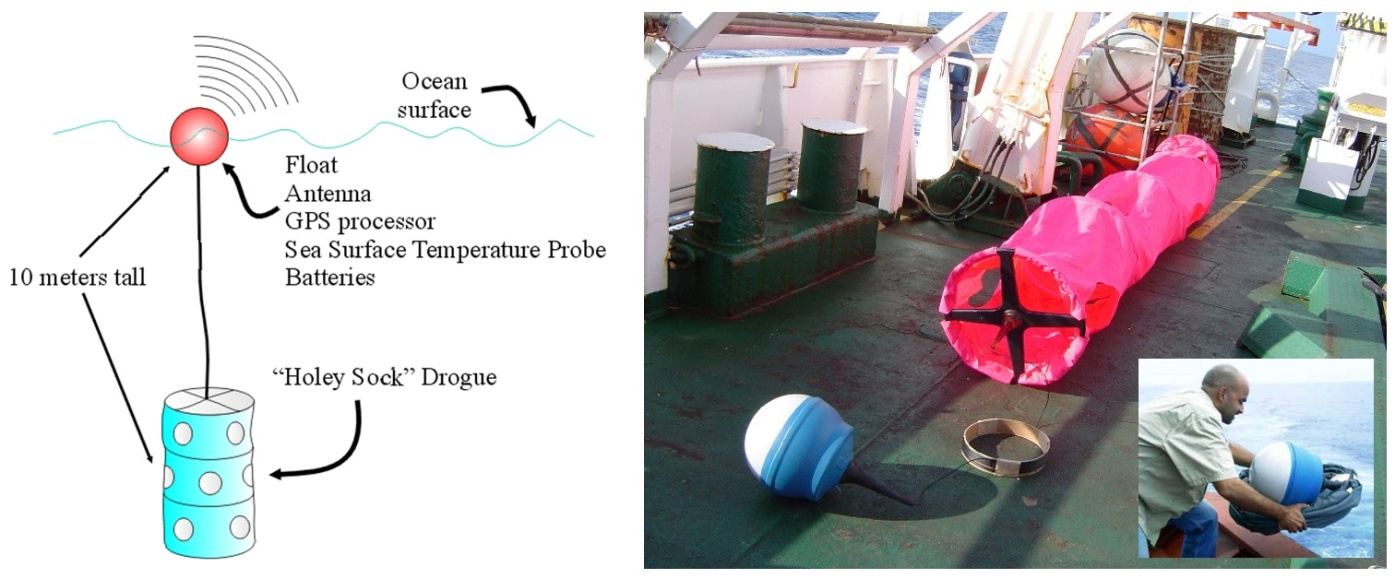 Ocean
surface
Float
Antenna
GPS processor
Sea Surface Temperature Probe
Batteries
10 meters tall
“Holey Sock” Drogue